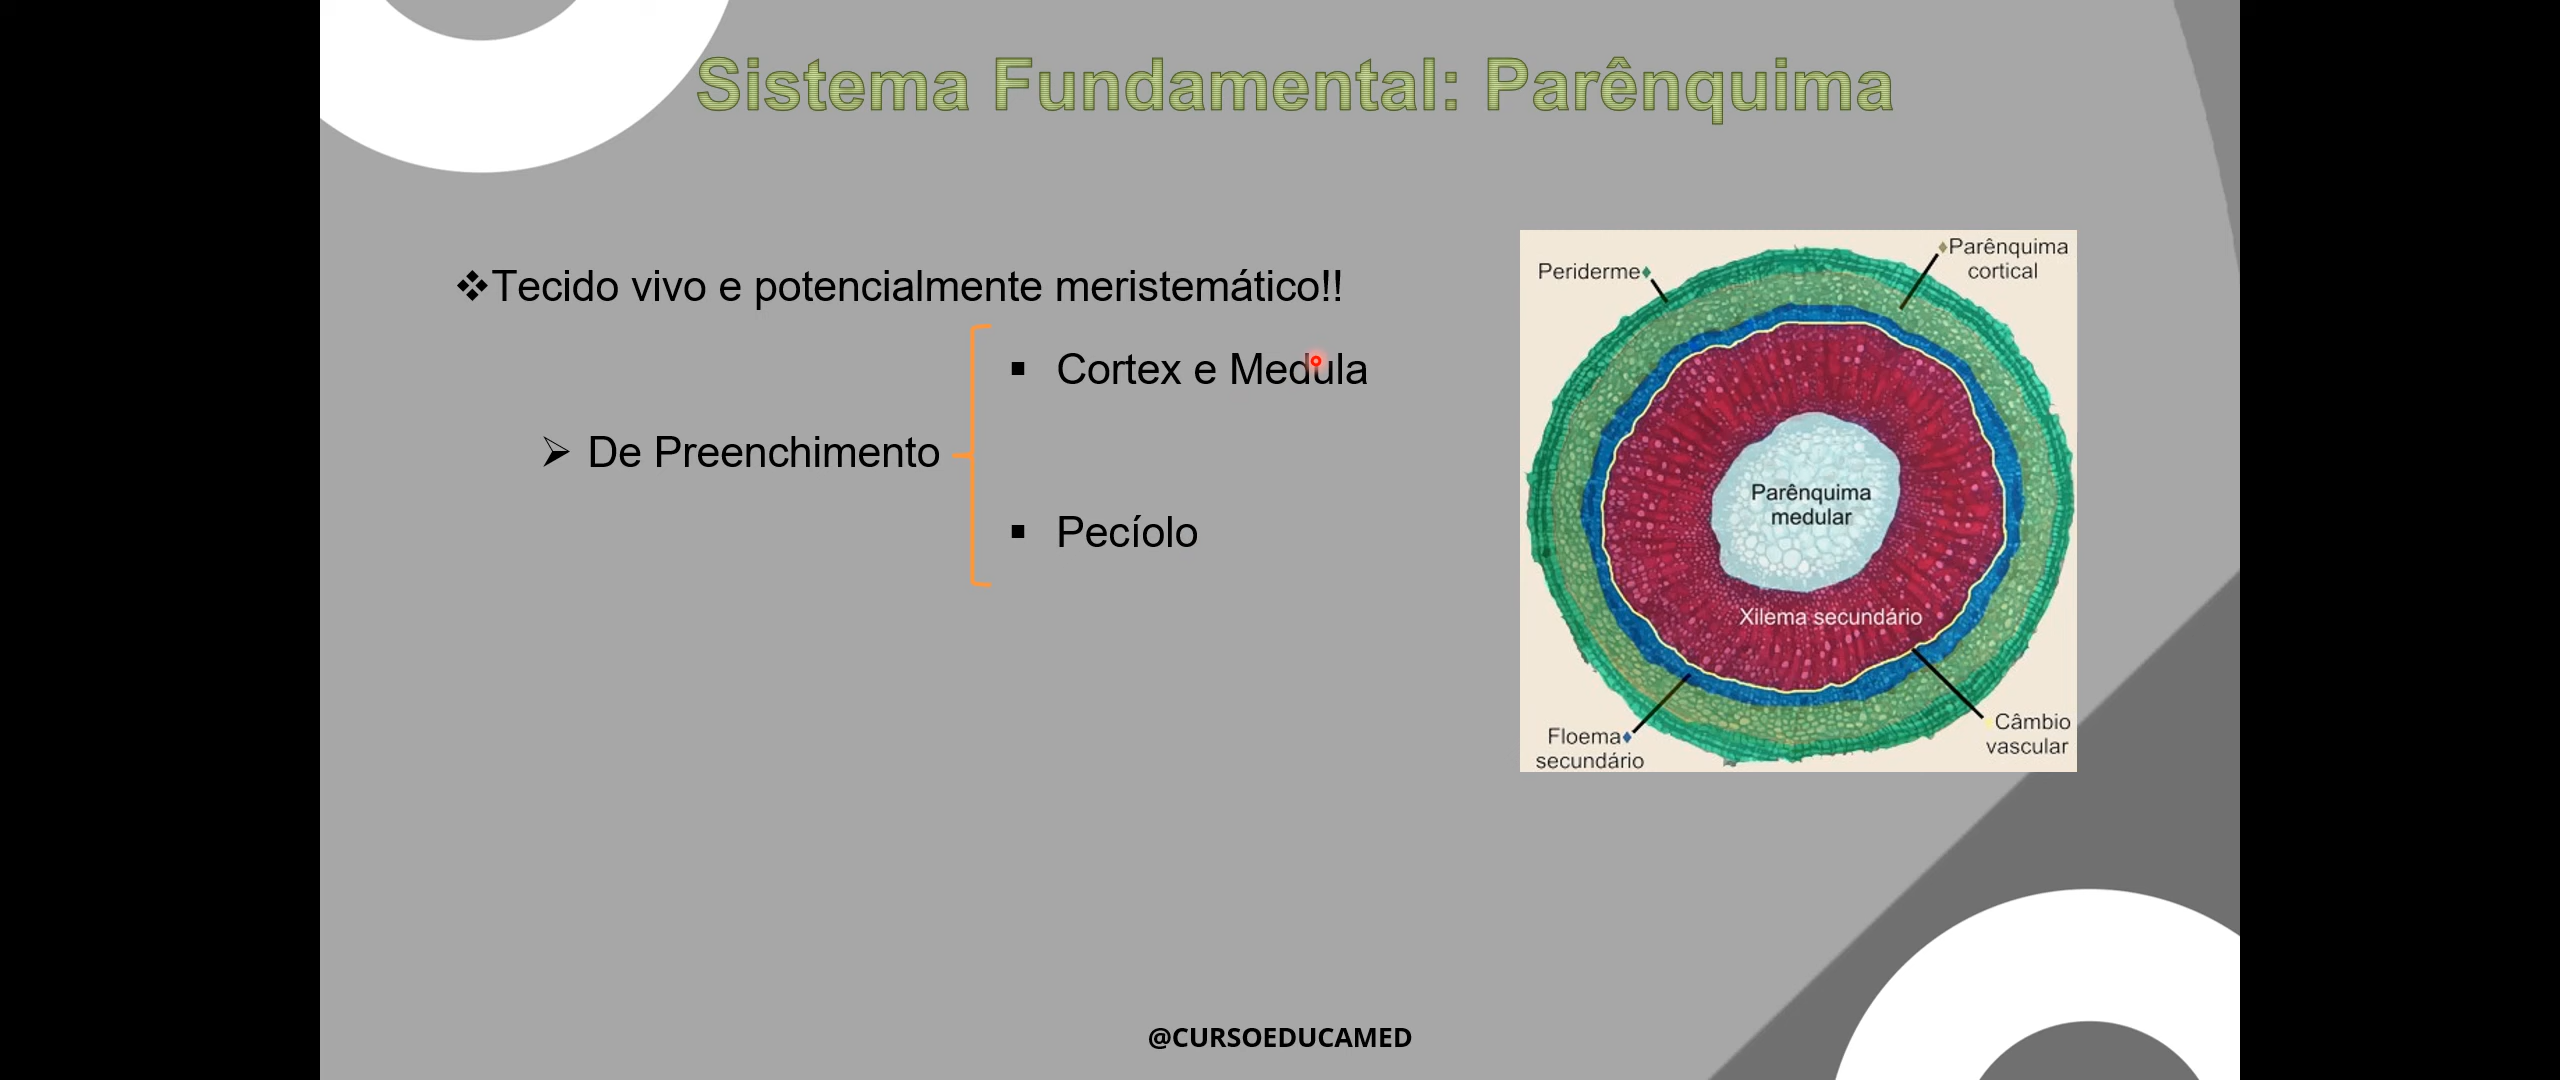 Sistema Fundamental: Parênquima
❖Tecido vivo e potencialmente meristemático!!
➢ De Preenchimento
▪ Cortex e Medula
▪ Pecíolo
Periderme
Parênquima
cortical
Parênquima
medular
Xilema secundário
Floema
secundário
Câmbio
vascular
@CURSOEDUCAMED